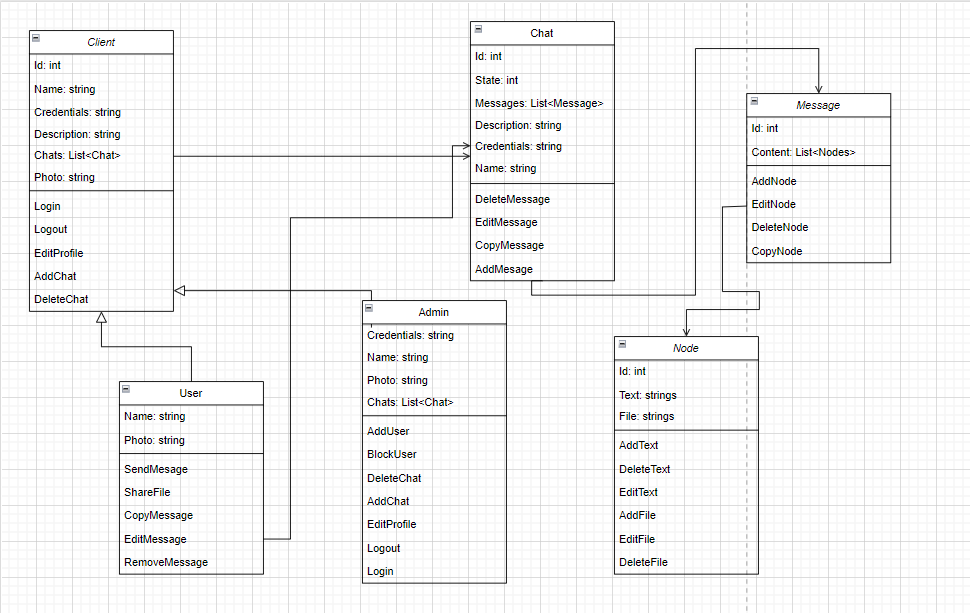 Client
Id: int
Name: string
Credentials: string
Description: string
Chats: List<Chat>
Photo: string
Login
Logout
EditProfile
AddChat
DeleteChat
Chat
Id: int
State: int
Messages: List<Message>
Description: string
Credentials: string
Name: string
DeleteMessage
EditMessage
CopyMessage
AddMesage
Message
Id: int
Content: List<Nodes>
AddNode
EditNode
DeleteNode
CopyNode
User
Name: string
Photo: string
SendMesage
ShareFile
CopyMessage
EditMessage
RemoveMessage
Admin
Credentials: string
Name: string
Photo: string
Chats: List<Chat>
AddUser
BlockUser
DeleteChat
AddChat
EditProfile
Logout
Login
Node
Id: int
Text: strings
File: strings
AddText
DeleteText
EditText
AddFile
EditFile
DeleteFile